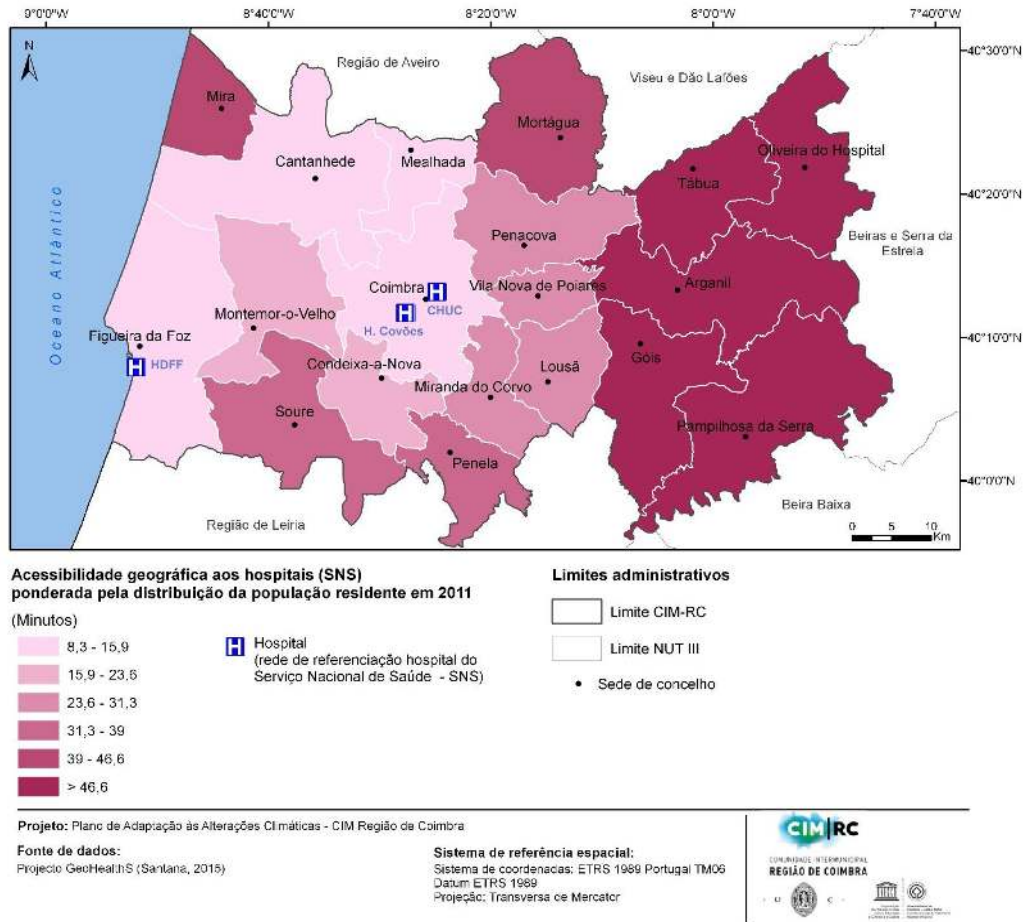 9°0'0"W
8°40'0"W
8°20'0"W
8°00'0"W
7°40'0"W
N
Região de Aveiro
Viseu e Dão Lafões
40°30'0"N
Mira
Mortágua
Cantanhede
Mealhada
Oliveira do Hospital
Tábua
40°20'0"N
Oceano Atlântico
Penacova
Beiras e Serra da
Estrela
Coimbra
CHUC
Vila Nova de Poiares
Arganil
H. Covões
Montemor-o-Velho
Figueira da Foz
HDFF
40°10'0"N
Condeixa-a-Nova
Lousã
Góis
Miranda do Corvo
Soure
Pampilhosa da Serra
Penela
40°0'0"N
Região de Leiria
Beira Baixa
0 5 10
Km
Acessibilidade geográfica aos hospitais (SNS)
ponderada pela distribuição da população residente em 2011
(Minutos)
8,3 - 15,9
15,9 - 23,6
23,6 - 31,3
31,3 - 39
39 - 46,6
> 46,6
H Hospital
(rede de referenciação hospital do
Serviço Nacional de Saúde - SNS)
Limites administrativos
Limite CIM-RC
Limite NUT III
Sede de concelho
Projeto: Plano de Adaptação às Alterações Climáticas - CIM Região de Coimbra
Fonte de dados:
Projecto GeoHealthS (Santana, 2015)
Sistema de referência espacial:
Sistema de coordenadas: ETRS 1989 Portugal TM06
Datum ETRS 1989
Projeção: Transversa de Mercator
CIM|RC
COMUNIDADE INTERMUNICIPAL
REGIÃO DE COIMBRA
· U C ·